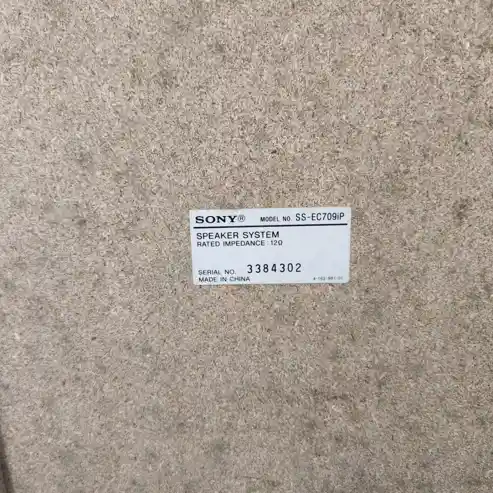 SONY® MODEL NO. SS-EC709iP
SPEAKER SYSTEM
RATED IMPEDANCE :12Ω
SERIAL NO. 3384302
MADE IN CHINA